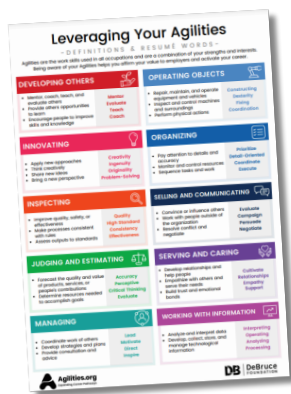 Leveraging Your Agilities
- DEFINITIONS & RESUME WORDS -
Agilities are the work skills used in all occupations and are a combination of your strengths and interests.
Being aware of your Agilities helps you affirm your value to employers and activate your career.
DEVELOPING OTHERS
• Mentor, coach, teach, and
evaluate others
• Provide others opportunities
to learn
• Encourage people to improve
skills and knowledge
Mentor
Evaluate
Teach
Coach
OPERATING OBJECTS
• Repair, maintain, and operate
equipment and vehicles
• Inspect and control machines
and surroundings
• Perform physical actions
Constructing
Dexterity
Fixing
Coordination
INNOVATING
• Apply new approaches
• Think creatively
• Share new ideas
• Bring a new perspective
Creativity
Ingenuity
Originality
Problem-Solving
ORGANIZING
• Pay attention to details and
accuracy
• Monitor and control resources
• Sequence tasks and work
Prioritize
Detail-Oriented
Coordinate
Execute
INSPECTING
• Improve quality, safety, or
effectiveness
• Make processes consistent
with rules
• Assess outputs to standards
Quality
High Standard
Consistency
Effectiveness
SELLING AND COMMUNICATING
• Convince or influence others
• Work with people outside of
the organization
• Resolve conflict and
negotiate
Evaluate
Campaign
Persuade
Negotiate
JUDGING AND ESTIMATING
• Forecast the quality and value
of products, services, or
people's contributions
• Determine resources needed
to accomplish goals
Accuracy
Perception
Critical Thinking
Evaluate
SERVING AND CARING
• Develop relationships and
help people
• Empathize with others and
serve their needs
• Build trust and emotional
bonds
Cultivate
Relationships
Empathy
Support
MANAGING
• Coordinate work of others
• Develop strategies and plans
• Provide consultation and
advice
Lead
Motivate
Direct
Inspire
WORKING WITH INFORMATION
• Analyze and interpret data
• Develop, collect, store, and
manage technological
information
Interpreting
Operating
Analyzing
Processing
Agilities.org
DB DeBruce
FOUNDATION